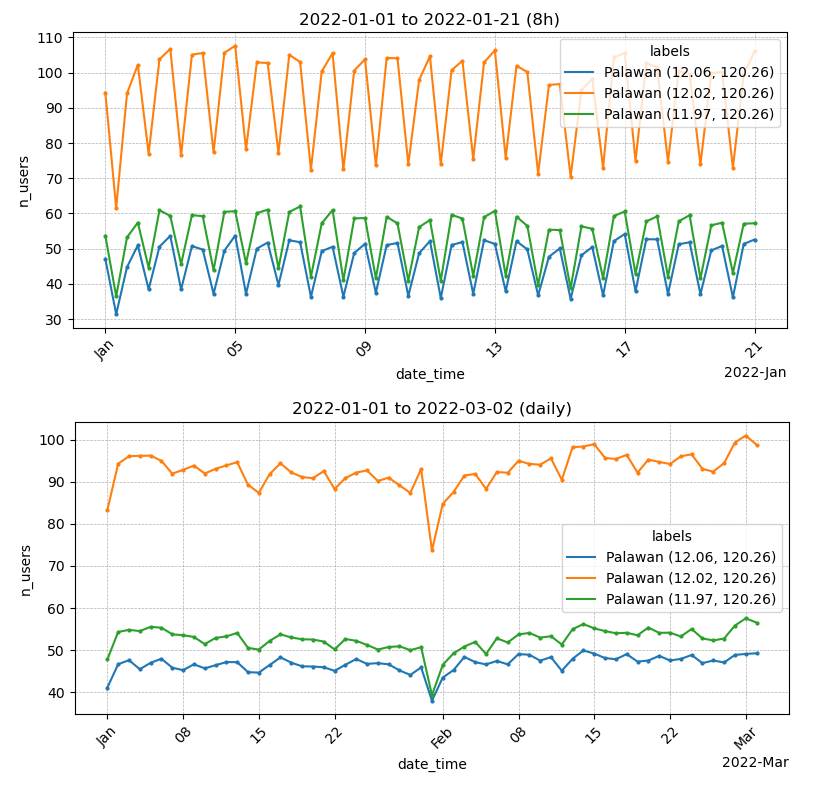 2022-01-01 to 2022-01-21 (8h)
110
100
90
80
70
60
50
40
30
n_users
labels
Palawan (12.06, 120.26)
Palawan (12.02, 120.26)
Palawan (11.97, 120.26)
Jan
05
09
13
17
21
date_time
2022-Jan
2022-01-01 to 2022-03-02 (daily)
100
90
80
70
60
50
40
n_users
labels
Palawan (12.06, 120.26)
Palawan (12.02, 120.26)
Palawan (11.97, 120.26)
Jan
08
15
22
Feb
08
15
22
Mar
date_time
2022-Mar